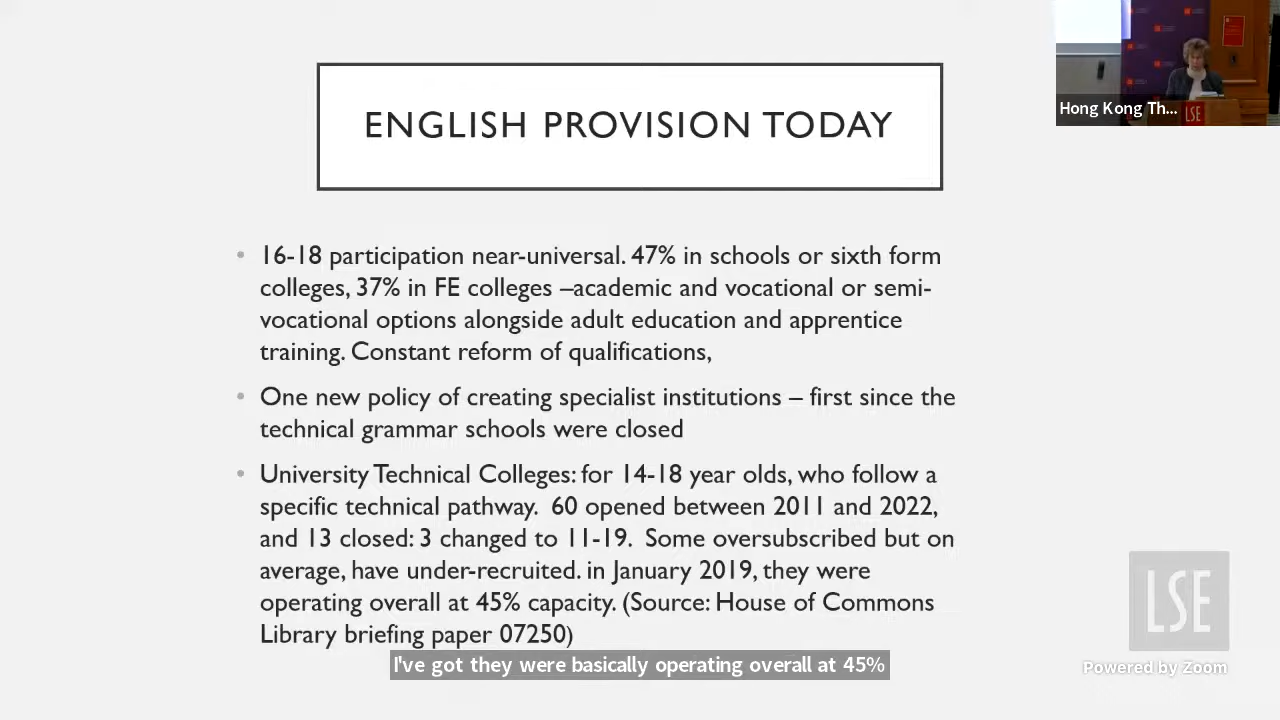 ENGLISH PROVISION TODAY
Hong Kong Th...
LSE
• 16-18 participation near-universal. 47% in schools or sixth form
colleges, 37% in FE colleges –academic and vocational or semi-
vocational options alongside adult education and apprentice
training. Constant reform of qualifications,
• One new policy of creating specialist institutions – first since the
technical grammar schools were closed
• University Technical Colleges: for 14-18 year olds, who follow a
specific technical pathway.  60 opened between 2011 and 2022,
and 13 closed: 3 changed to 11-19.  Some oversubscribed but on
average, have under-recruited. in January 2019, they were
operating overall at 45% capacity. (Source: House of Commons
Library briefing paper 07250)
LSE
I've got they were basically operating overall at 45%
Powered by Zoom